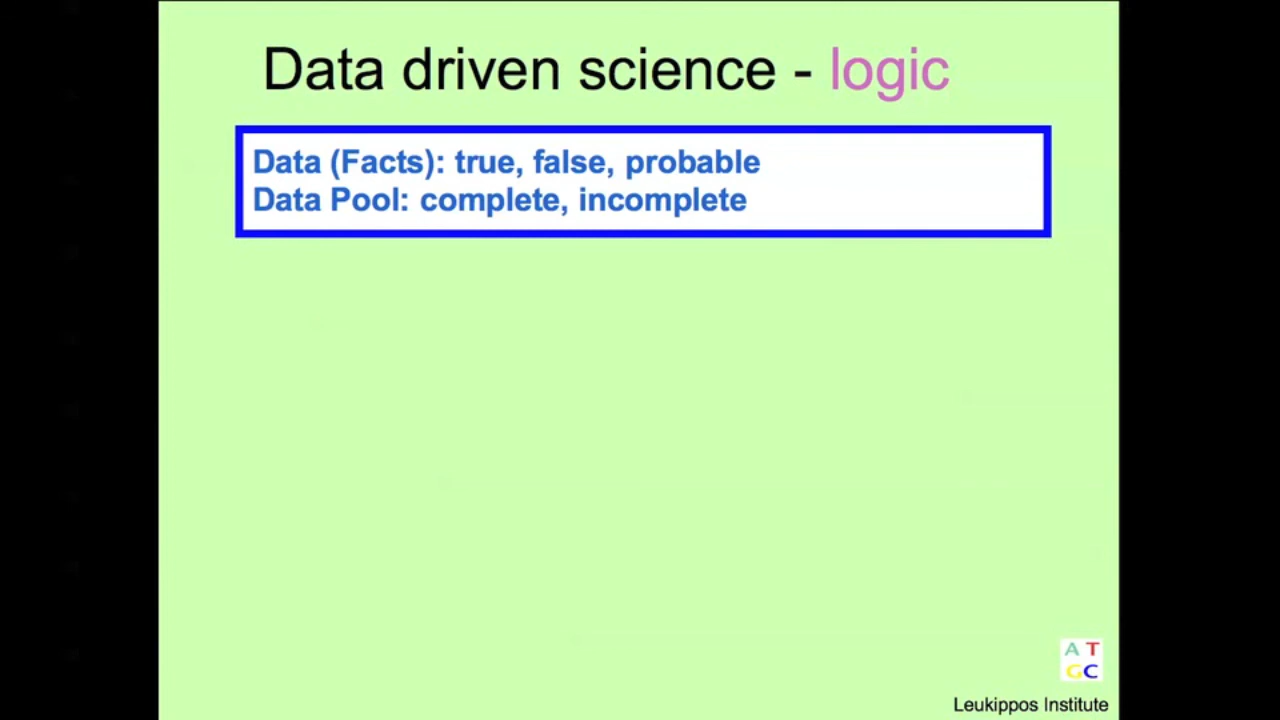 Data driven science - logic
Data (Facts): true, false, probable
Data Pool: complete, incomplete
A T
G C
Leukippos Institute